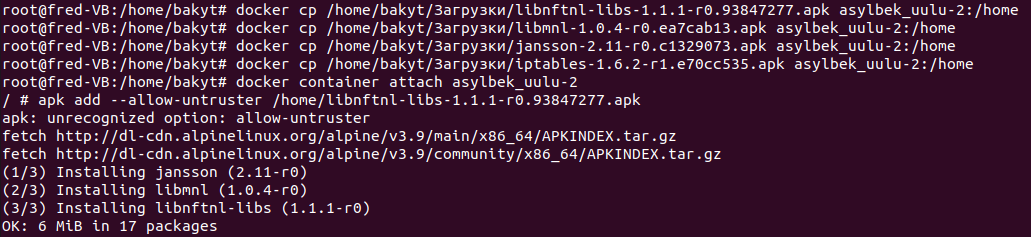 root@fred-VB:/home/bakyt# docker cp /home/bakyt/Загрузки/libnftnl-libs-1.1.1-r0.93847277.apk asylbek_uulu-2:/home
root@fred-VB:/home/bakyt# docker cp /home/bakyt/Загрузки/libmnl-1.0.4-r0.ea7cab13.apk asylbek_uulu-2:/home
root@fred-VB:/home/bakyt# docker cp /home/bakyt/Загрузки/jansson-2.11-r0.c1329073.apk asylbek_uulu-2:/home
root@fred-VB:/home/bakyt# docker cp /home/bakyt/Загрузки/iptables-1.6.2-r1.e70cc535.apk asylbek_uulu-2:/home
root@fred-VB:/home/bakyt# docker container attach asylbek_uulu-2
/ # apk add --allow-untruster /home/libnftnl-libs-1.1.1-r0.93847277.apk
apk: unrecognized option: allow-untruster
fetch http://dl-cdn.alpinelinux.org/alpine/v3.9/main/x86_64/APKINDEX.tar.gz
fetch http://dl-cdn.alpinelinux.org/alpine/v3.9/community/x86_64/APKINDEX.tar.gz
(1/3) Installing jansson (2.11-r0)
(2/3) Installing libmnl (1.0.4-r0)
(3/3) Installing libnftnl-libs (1.1.1-r0)
OK: 6 MiB in 17 packages